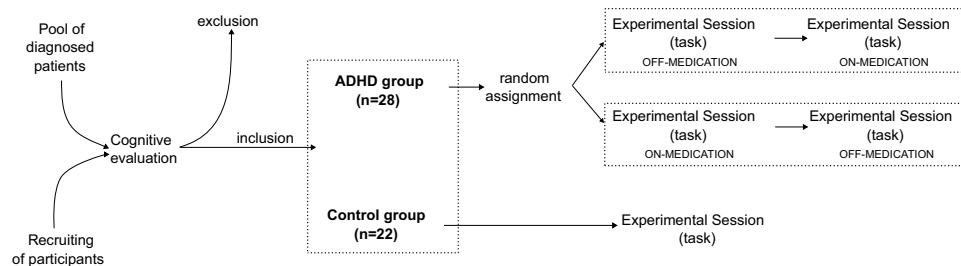 Pool of
diagnosed
patients
exclusion
Cognitive
evaluation
inclusion
Recruiting
of participants
ADHD group
(n=28)
Control group
(n=22)
random
assignment
Experimental Session
(task)
OFF-MEDICATION
Experimental Session
(task)
ON-MEDICATION
Experimental Session
(task)
ON-MEDICATION
Experimental Session
(task)
OFF-MEDICATION
Experimental Session
(task)